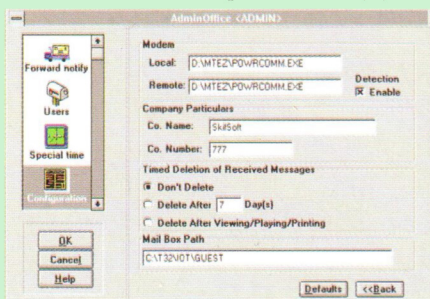 AdminOffice <ADMIN>
Forward notify
Users
Special time
Configuration
OK
Cancel
Help
Modem
Local: D:\MTEZ\POWRCOMM.EXE
Remote: D:\MTEZ\POWRCOMM.EXE
Detection
Enable
Company Particulars
Co. Name: SkilSoft
Co. Number: 777
Timed Deletion of Received Messages
Don't Delete
Delete After 7 Day(s)
Delete After Viewing/Playing/Printing
Mail Box Path
C:\T32\IOT\GUEST
Defaults
<<Back